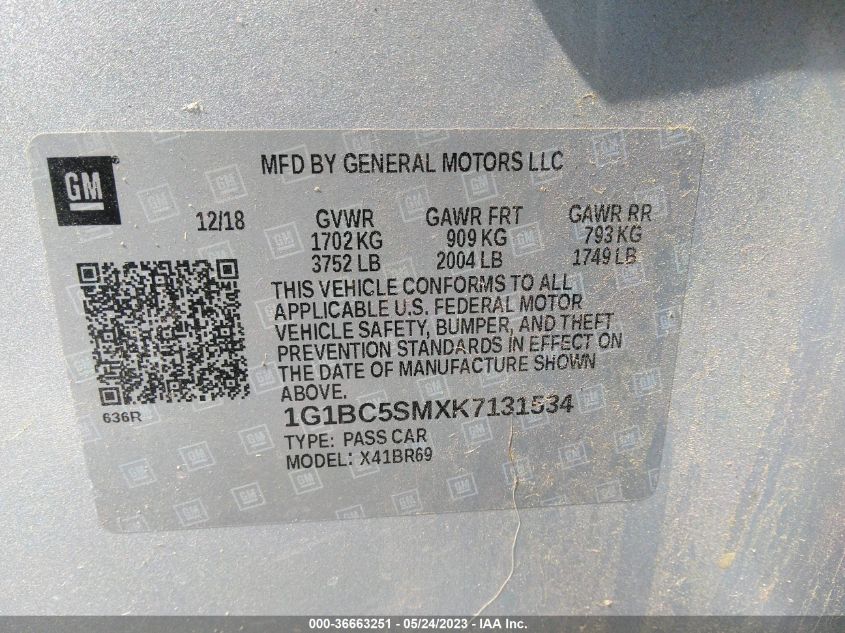 GM
MFD BY GENERAL MOTORS LLC
12/18 GVWR GAWR FRT GAWR RR
1702 KG 909 KG 793 KG
3752 LB 2004 LB 1749 LB
THIS VEHICLE CONFORMS TO ALL
APPLICABLE U.S. FEDERAL MOTOR
VEHICLE SAFETY, BUMPER, AND THEFT
PREVENTION STANDARDS IN EFFECT ON
THE DATE OF MANUFACTURE SHOWN
ABOVE.
636R
1G1BC5SMXK7131534
TYPE: PASS CAR
MODEL: X41BR69
000-36663251 - 05/24/2023 - IAA Inc.